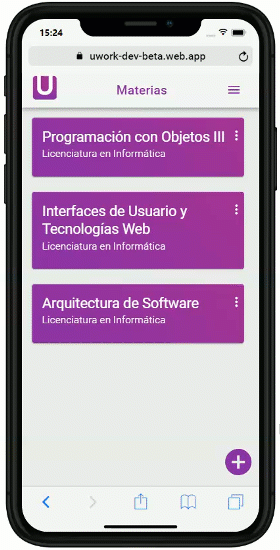 15:24
uwork-dev-beta.web.app
U
Materias
Programación con Objetos III
Licenciatura en Informática
Interfaces de Usuario y
Tecnologías Web
Licenciatura en Informática
Arquitectura de Software
Licenciatura en Informática